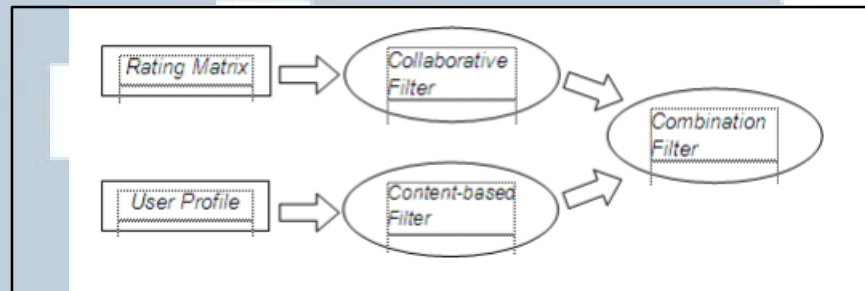 Rating Matrix
Collaborative
Filter
Combination
Filter
User Profile
Content-based
Filter